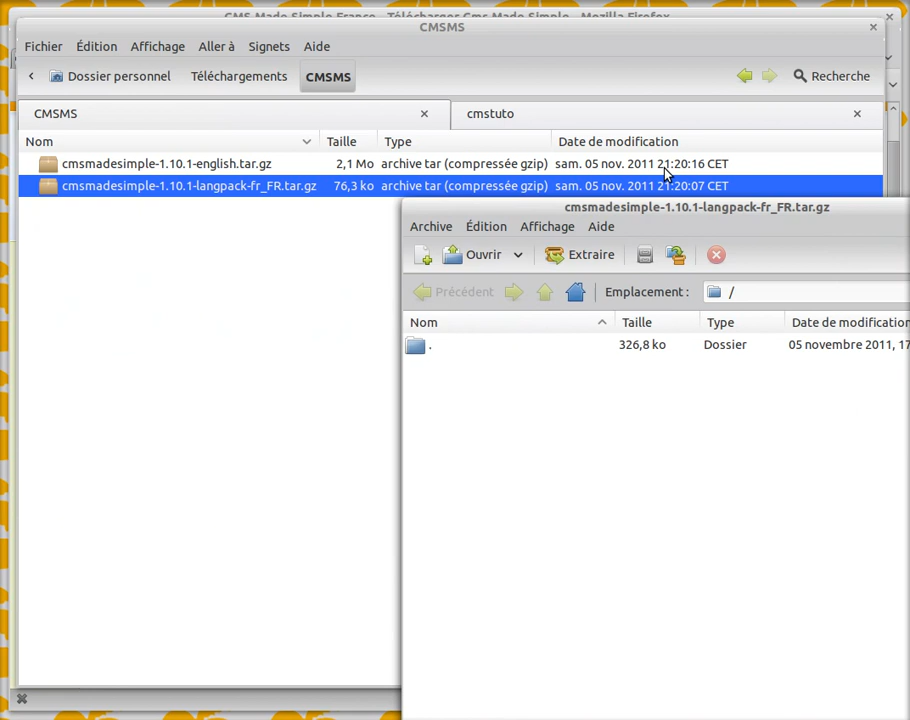 CMS Made Simple France - Télécharger Cms Made Simple - Mozilla Firefox
CMSMS
Fichier Édition Affichage Aller à Signets Aide
Dossier personnel Téléchargements CMSMS Recherche
CMSMS cmstuto
Nom Taille Type Date de modification
cmsmadesimple-1.10.1-english.tar.gz 2,1 Mo archive tar (compressée gzip) sam. 05 nov. 2011 21:20:16 CET
cmsmadesimple-1.10.1-langpack-fr_FR.tar.gz 76,3 ko archive tar (compressée gzip) sam. 05 nov. 2011 21:20:07 CET
cmsmadesimple-1.10.1-langpack-fr_FR.tar.gz
Archive Édition Affichage Aide
Ouvrir Extraire
Précédent Emplacement : /
Nom Taille Type Date de modification
. 326,8 ko Dossier 05 novembre 2011, 17